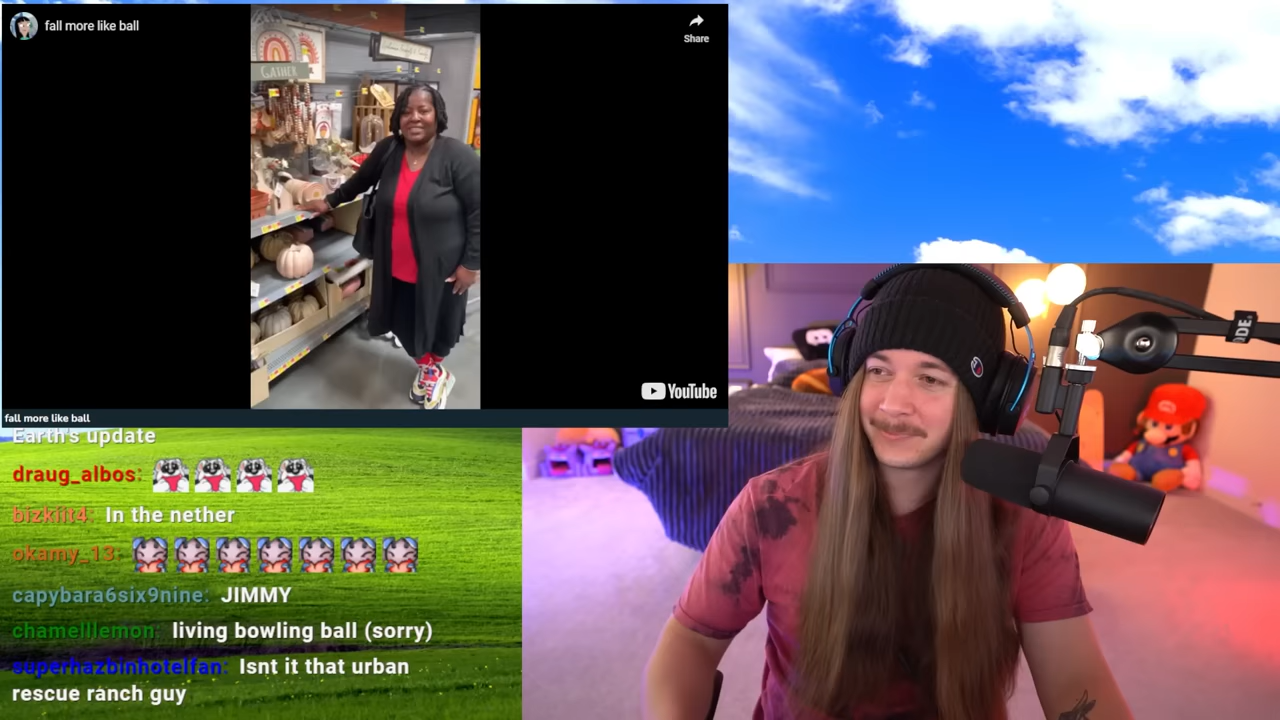 fall more like ball
Share
GATHER
YouTube
fall more like ball
Earth's update
draug_albos:
bizkiit4: In the nether
okamy_13:
capybara6six9nine: JIMMY
chamelllemon: living bowling ball (sorry)
superhazbinhotelfan: Isnt it that urban
rescue ranch guy